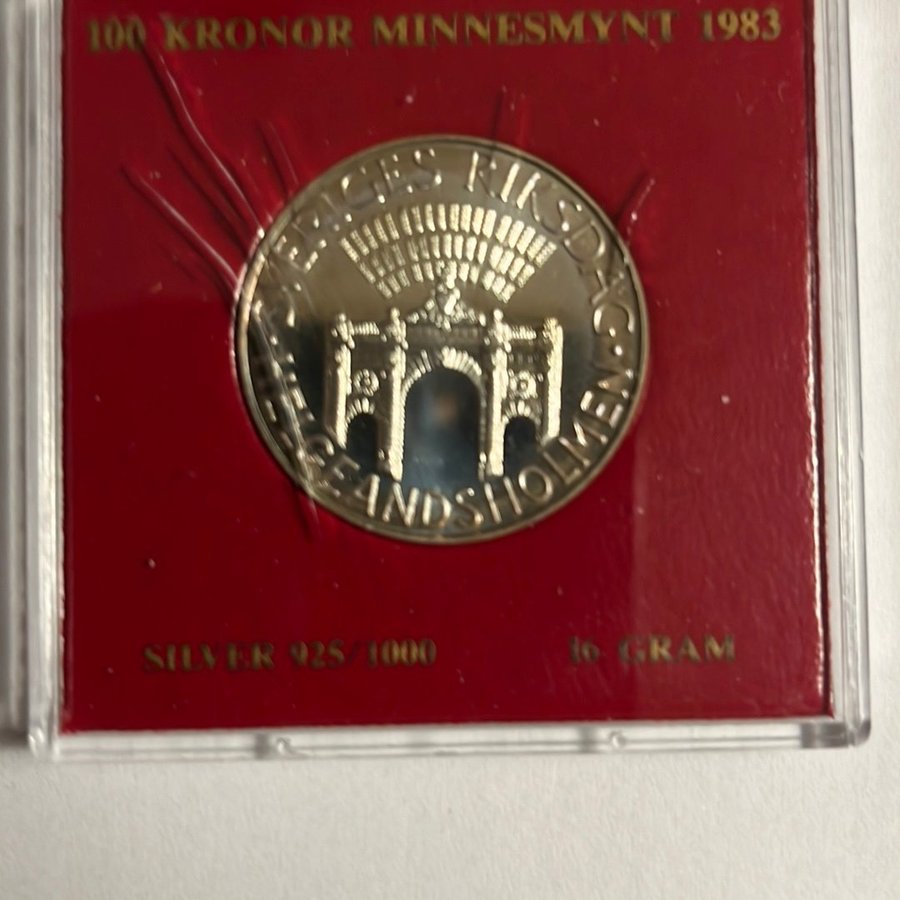 100 KRONOR MINNESMYNT 1983
SVERIGES RIKSDAG · HELGEANDSHOLMEN ·
SILVER 925/1000
16 GRAM